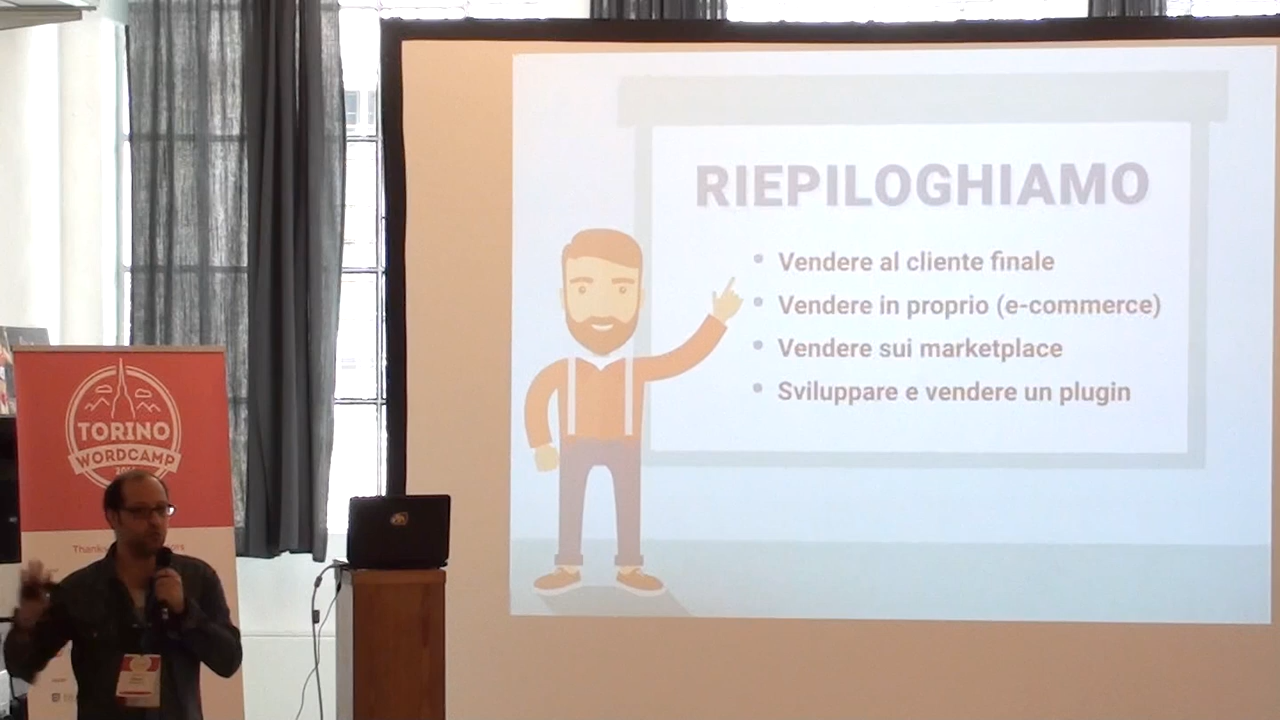 RIEPILOGHIAMO
• Vendere al cliente finale
• Vendere in proprio (e-commerce)
• Vendere sui marketplace
• Sviluppare e vendere un plugin
TORINO
WORDCAMP